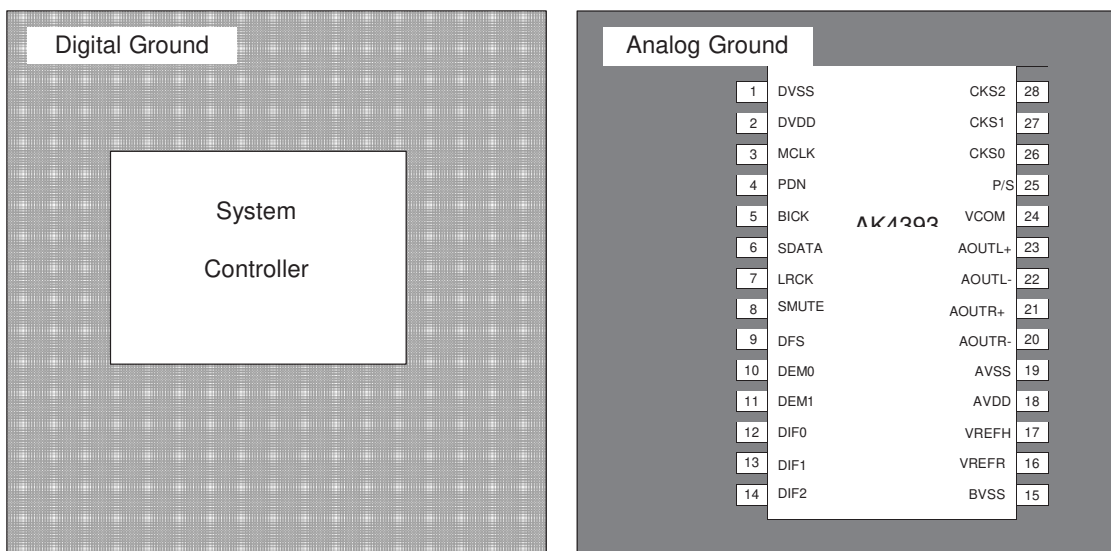 Digital Ground
System
Controller
Analog Ground
1 DVSS CKS2 28
2 DVDD CKS1 27
3 MCLK CKS0 26
4 PDN P/S 25
5 BICK AK4393 VCOM 24
6 SDATA AOUTL+ 23
7 LRCK AOUTL- 22
8 SMUTE AOUTR+ 21
9 DFS AOUTR- 20
10 DEM0 AVSS 19
11 DEM1 AVDD 18
12 DIF0 VREFH 17
13 DIF1 VREFR 16
14 DIF2 BVSS 15